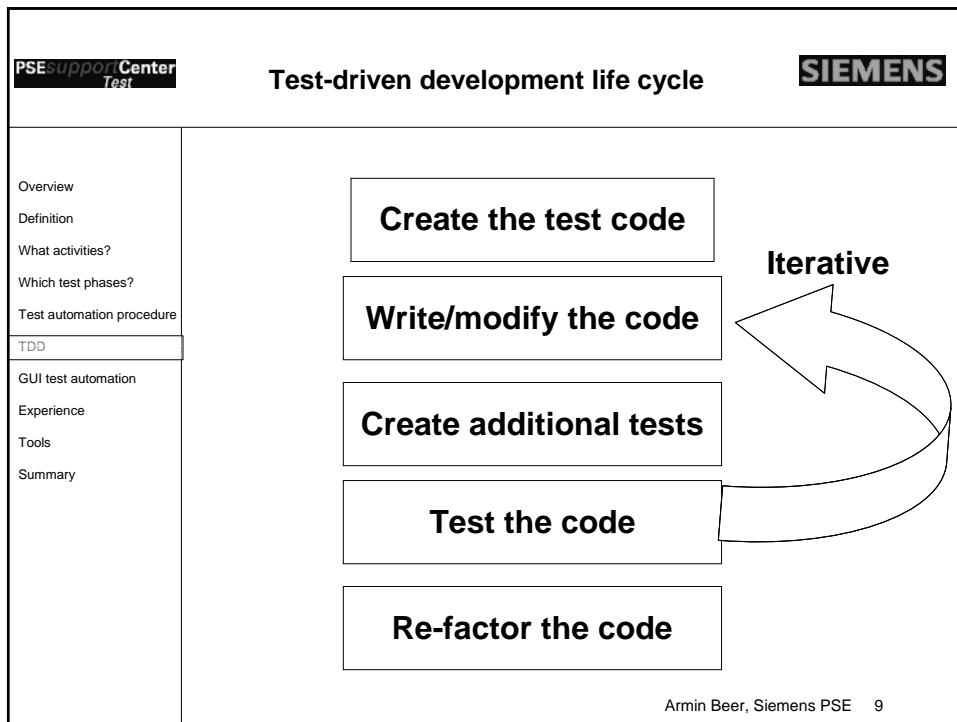 PSEsupportCenter
Test
Test-driven development life cycle
SIEMENS
Overview
Definition
What activities?
Which test phases?
Test automation procedure
TDD
GUI test automation
Experience
Tools
Summary
Create the test code
Iterative
Write/modify the code
Create additional tests
Test the code
Re-factor the code
Armin Beer, Siemens PSE 9